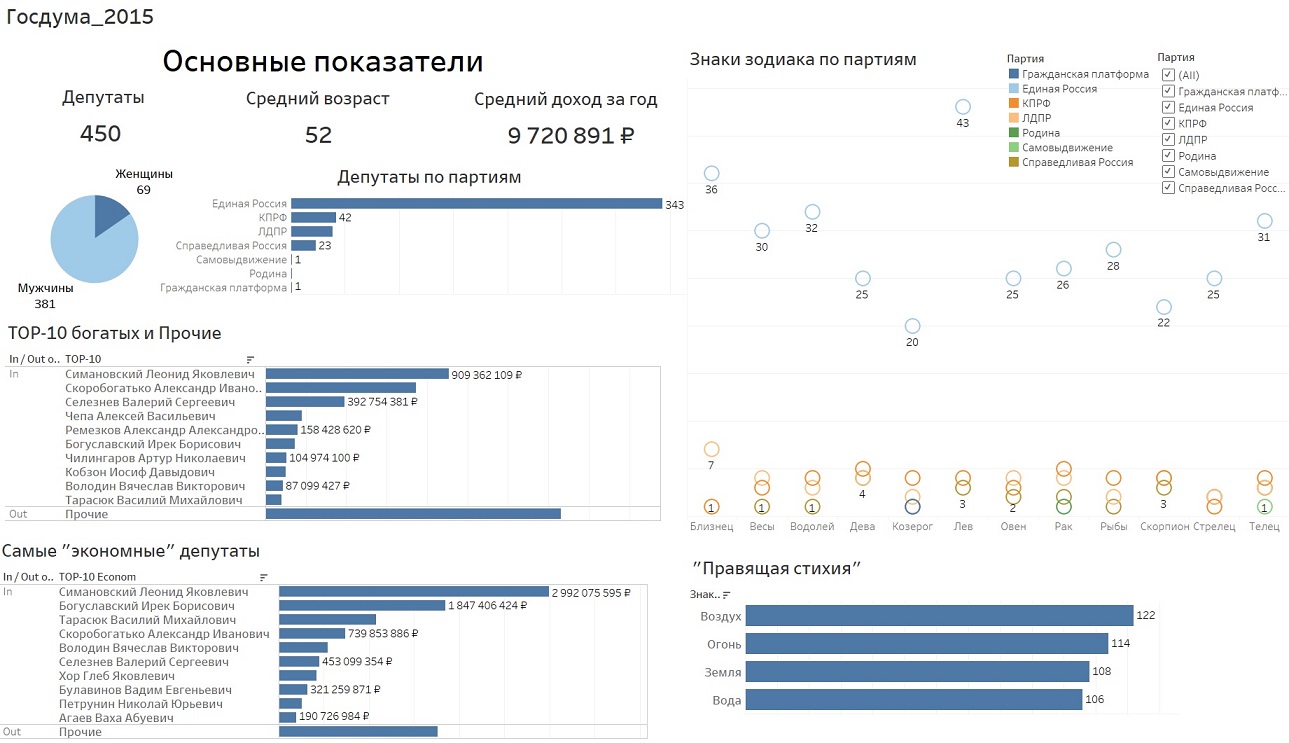 Госдума_2015
Основные показатели
Депутаты
Средний возраст
Средний доход за год
450
52
9 720 891 ₽
Женщины
69
Мужчины
381
Депутаты по партиям
Единая Россия 343
КПРФ 42
ЛДПР
Справедливая Россия 23
Самовыдвижение 1
Родина
Гражданская платформа 1
TOP-10 богатых и Прочие
In / Out o.. TOP-10
In Симановский Леонид Яковлевич 909 362 109 ₽
Скоробогатько Александр Ивано..
Селезнев Валерий Сергеевич 392 754 381 ₽
Чепа Алексей Васильевич
Ремезков Александр Александро.. 158 428 620 ₽
Богуславский Ирек Борисович
Чилингаров Артур Николаевич 104 974 100 ₽
Кобзон Иосиф Давыдович
Володин Вячеслав Викторович 87 099 427 ₽
Тарасюк Василий Михайлович
Out Прочие
Самые "экономные" депутаты
In / Out o.. TOP-10 Econom
In Симановский Леонид Яковлевич 2 992 075 595 ₽
Богуславский Ирек Борисович 1 847 406 424 ₽
Тарасюк Василий Михайлович
Скоробогатько Александр Иванович 739 853 886 ₽
Володин Вячеслав Викторович
Селезнев Валерий Сергеевич 453 099 354 ₽
Хор Глеб Яковлевич
Булавинов Вадим Евгеньевич 321 259 871 ₽
Петрунин Николай Юрьевич
Агаев Ваха Абуевич 190 726 984 ₽
Out Прочие
Знаки зодиака по партиям
Партия
Гражданская платформа
Единая Россия
КПРФ
ЛДПР
Родина
Самовыдвижение
Справедливая Россия
Партия
(All)
Гражданская платф...
Единая Россия
КПРФ
ЛДПР
Родина
Самовыдвижение
Справедливая Росс...
43
36
30
32
31
28
25
25
26
25
22
20
7
4
1
1
1
3
2
3
1
Близнец Весы Водолей Дева Козерог Лев Овен Рак Рыбы Скорпион Стрелец Телец
"Правящая стихия"
Знак..
Воздух 122
Огонь 114
Земля 108
Вода 106